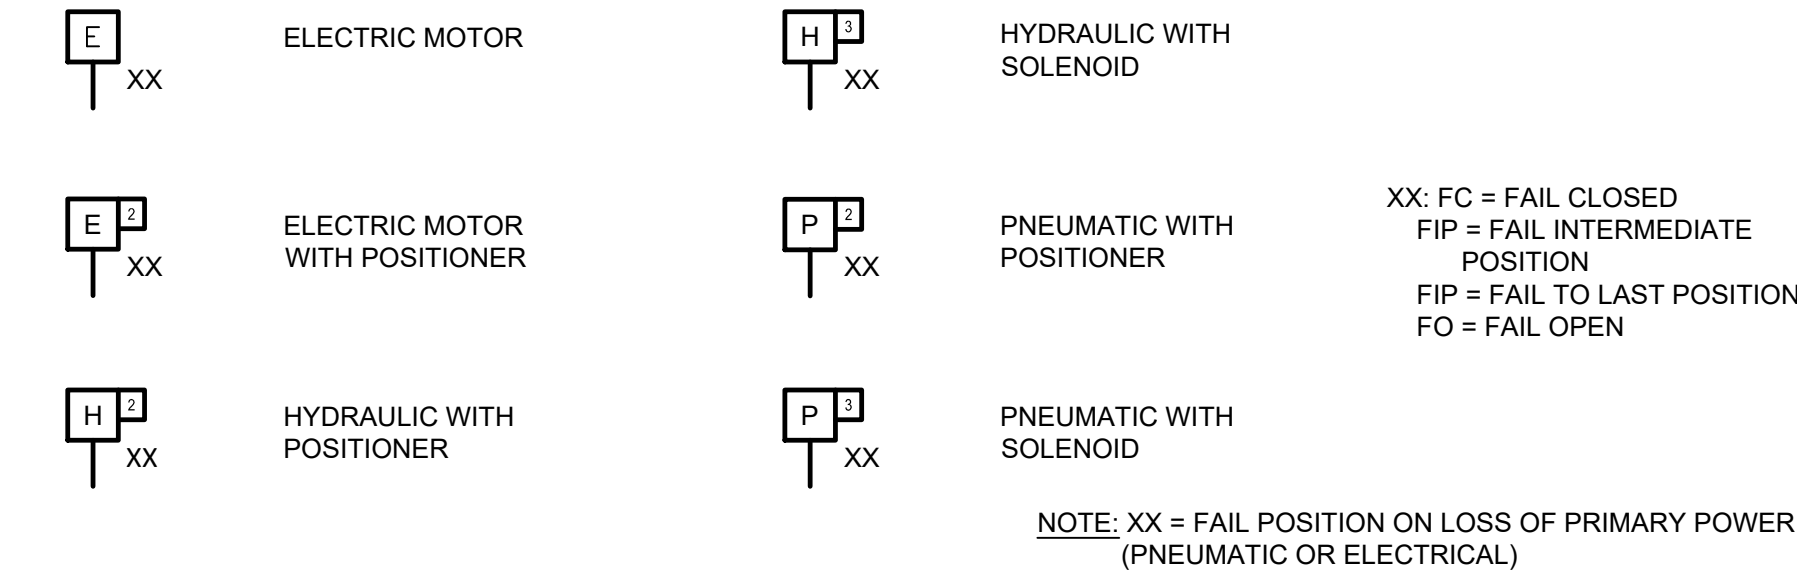 E
XX
ELECTRIC MOTOR
H 3
XX
HYDRAULIC WITH
SOLENOID
E 2
XX
ELECTRIC MOTOR
WITH POSITIONER
P 2
XX
PNEUMATIC WITH
POSITIONER
XX: FC = FAIL CLOSED
FIP = FAIL INTERMEDIATE
POSITION
FIP = FAIL TO LAST POSITION
FO = FAIL OPEN
H 2
XX
HYDRAULIC WITH
POSITIONER
P 3
XX
PNEUMATIC WITH
SOLENOID
NOTE: XX = FAIL POSITION ON LOSS OF PRIMARY POWER
(PNEUMATIC OR ELECTRICAL)